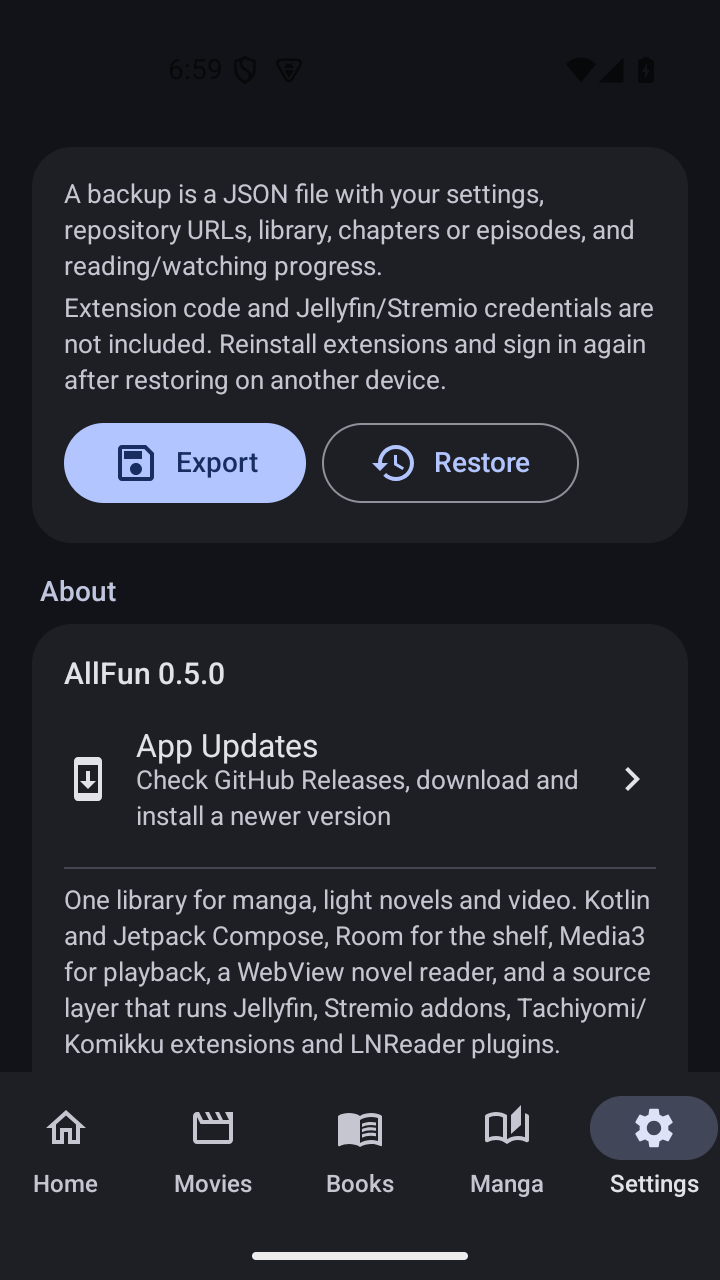 6:59
A backup is a JSON file with your settings,
repository URLs, library, chapters or episodes, and
reading/watching progress.
Extension code and Jellyfin/Stremio credentials are
not included. Reinstall extensions and sign in again
after restoring on another device.
Export
Restore
About
AllFun 0.5.0
App Updates
Check GitHub Releases, download and
install a newer version
One library for manga, light novels and video. Kotlin
and Jetpack Compose, Room for the shelf, Media3
for playback, a WebView novel reader, and a source
layer that runs Jellyfin, Stremio addons, Tachiyomi/
Komikku extensions and LNReader plugins.
Home
Movies
Books
Manga
Settings